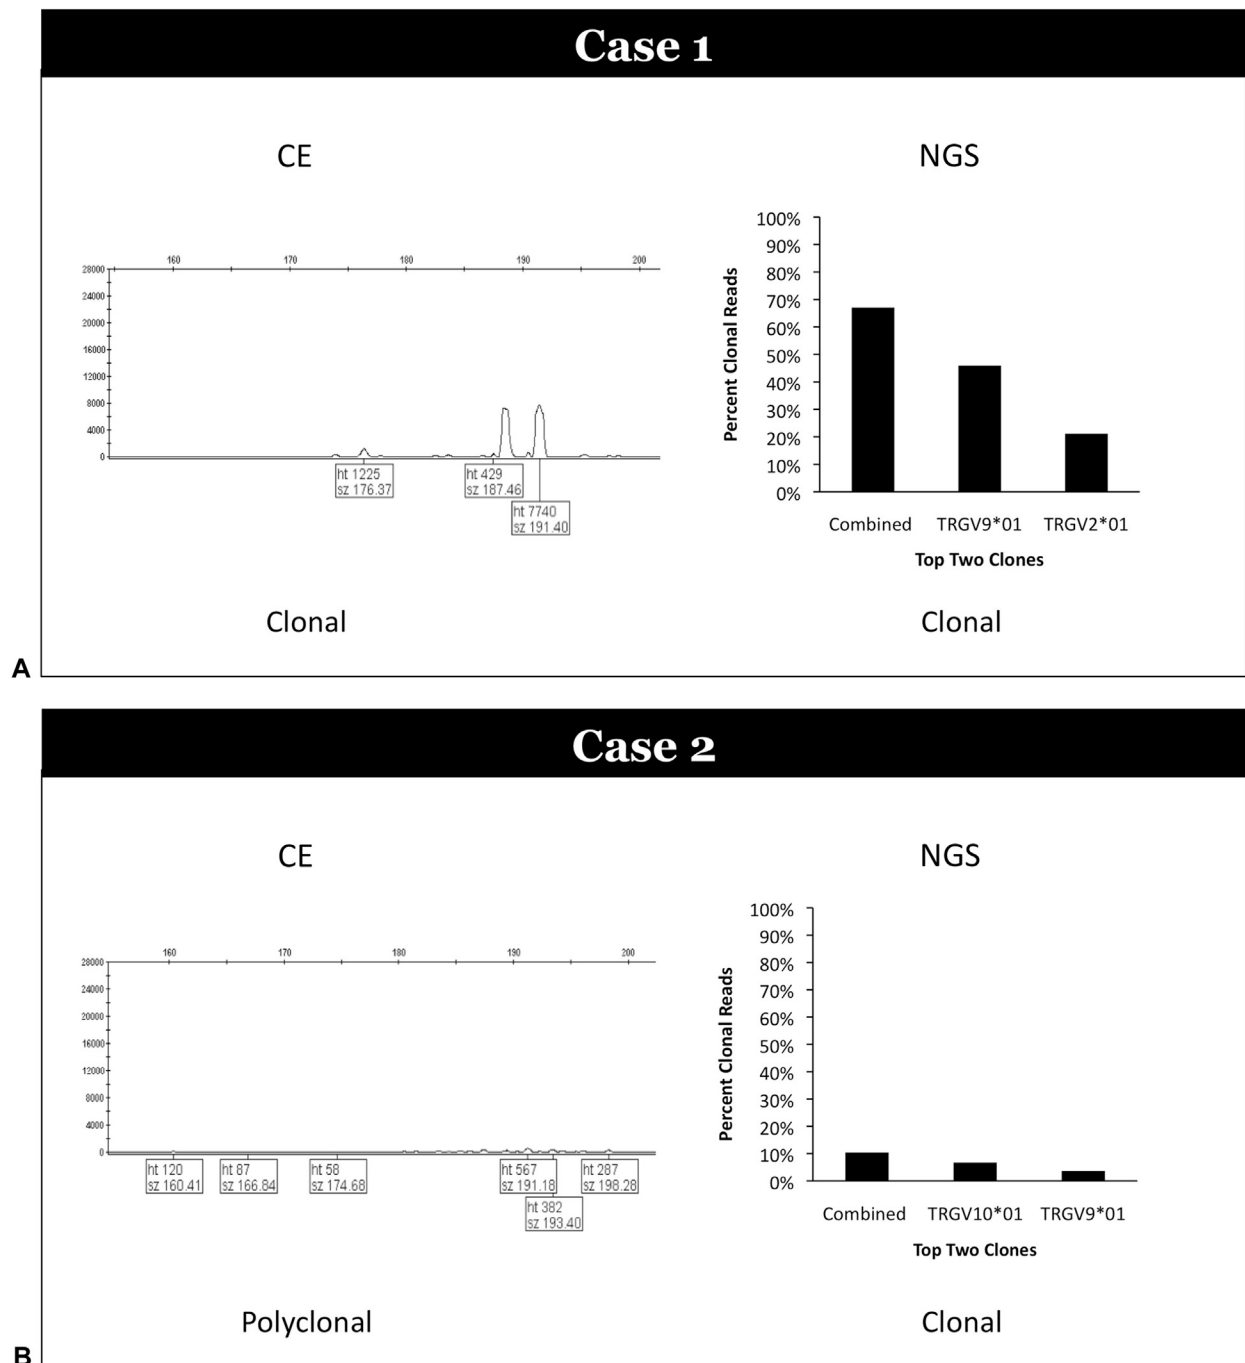 Case 1
CE
NGS
160 170 180 190 200
28000
24000
20000
16000
12000
8000
4000
0
ht 1225
sz 176.37
ht 429
sz 187.46
ht 7740
sz 191.40
Percent Clonal Reads
100%
90%
80%
70%
60%
50%
40%
30%
20%
10%
0%
Combined TRGV9*01 TRGV2*01
Top Two Clones
Clonal
Clonal
A
Case 2
CE
NGS
160 170 180 190 200
28000
24000
20000
16000
12000
8000
4000
0
ht 120
sz 160.41
ht 87
sz 166.84
ht 58
sz 174.68
ht 567
sz 191.18
ht 382
sz 193.40
ht 287
sz 198.28
Percent Clonal Reads
100%
90%
80%
70%
60%
50%
40%
30%
20%
10%
0%
Combined TRGV10*01 TRGV9*01
Top Two Clones
Polyclonal
Clonal
B